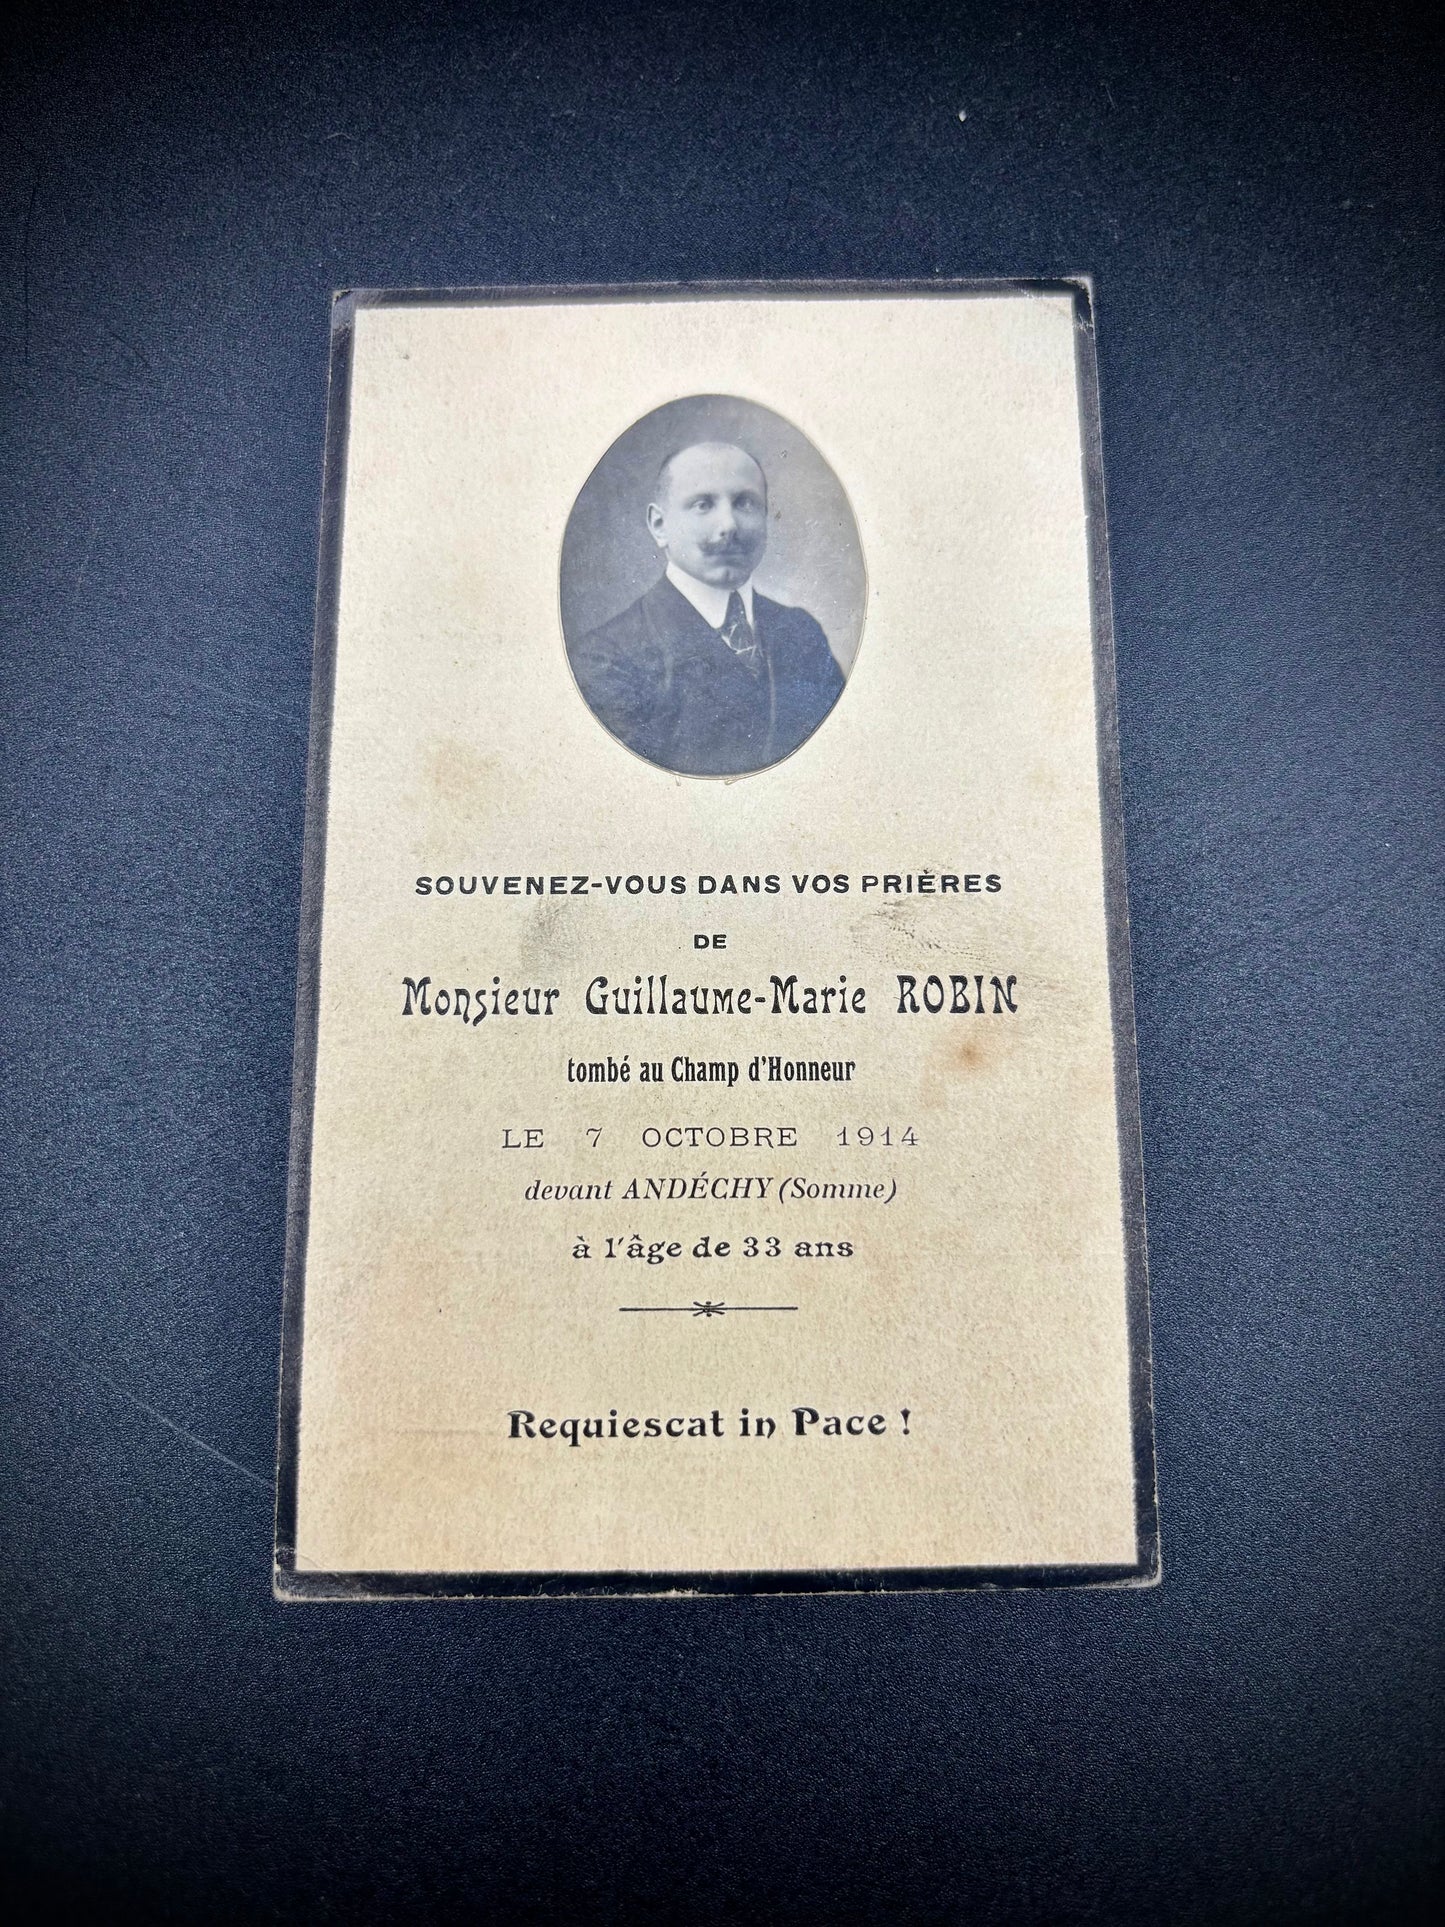 SOUVENEZ-VOUS DANS VOS PRIÈRES
DE
Monsieur Guillaume-Marie ROBIN
tombé au Champ d'Honneur
LE 7 OCTOBRE 1914
devant ANDÉCHY (Somme)
à l'âge de 33 ans
Requiescat in Pace !